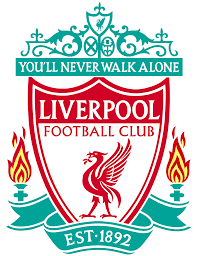 YOU'LL NEVER WALK ALONE
LIVERPOOL
FOOTBALL CLUB
EST·1892